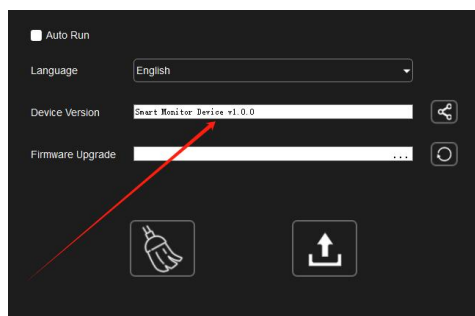 Auto Run
Language
English
Device Version
Smart Monitor Device v1.0.0
Firmware Upgrade
...